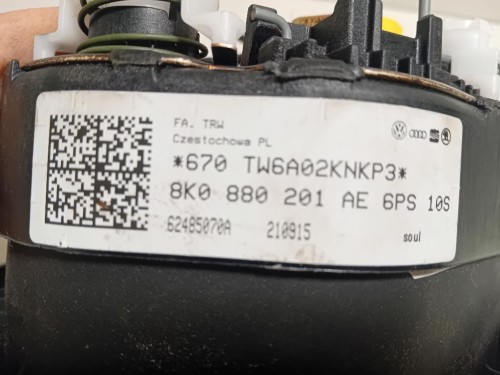 FA. TRW
Czestochowa PL
*670 TW6A02KNKP3*
8K0 880 201 AE 6PS 10S
62485070A 210915
soul